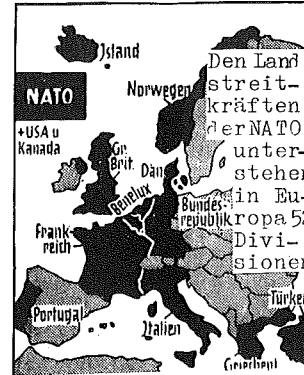 Jsland
NATO
+USA u
Kanada
Norwegen
Den Land
streit-
kräften
der NATO
unter-
stehen
in Eu-
ropa 52
Divi-
sionen
Gr.
Brit.
Dän
Benelux
Bundes-
republik
Frank-
reich
Portugal
Italien
Türkei
Griechenl